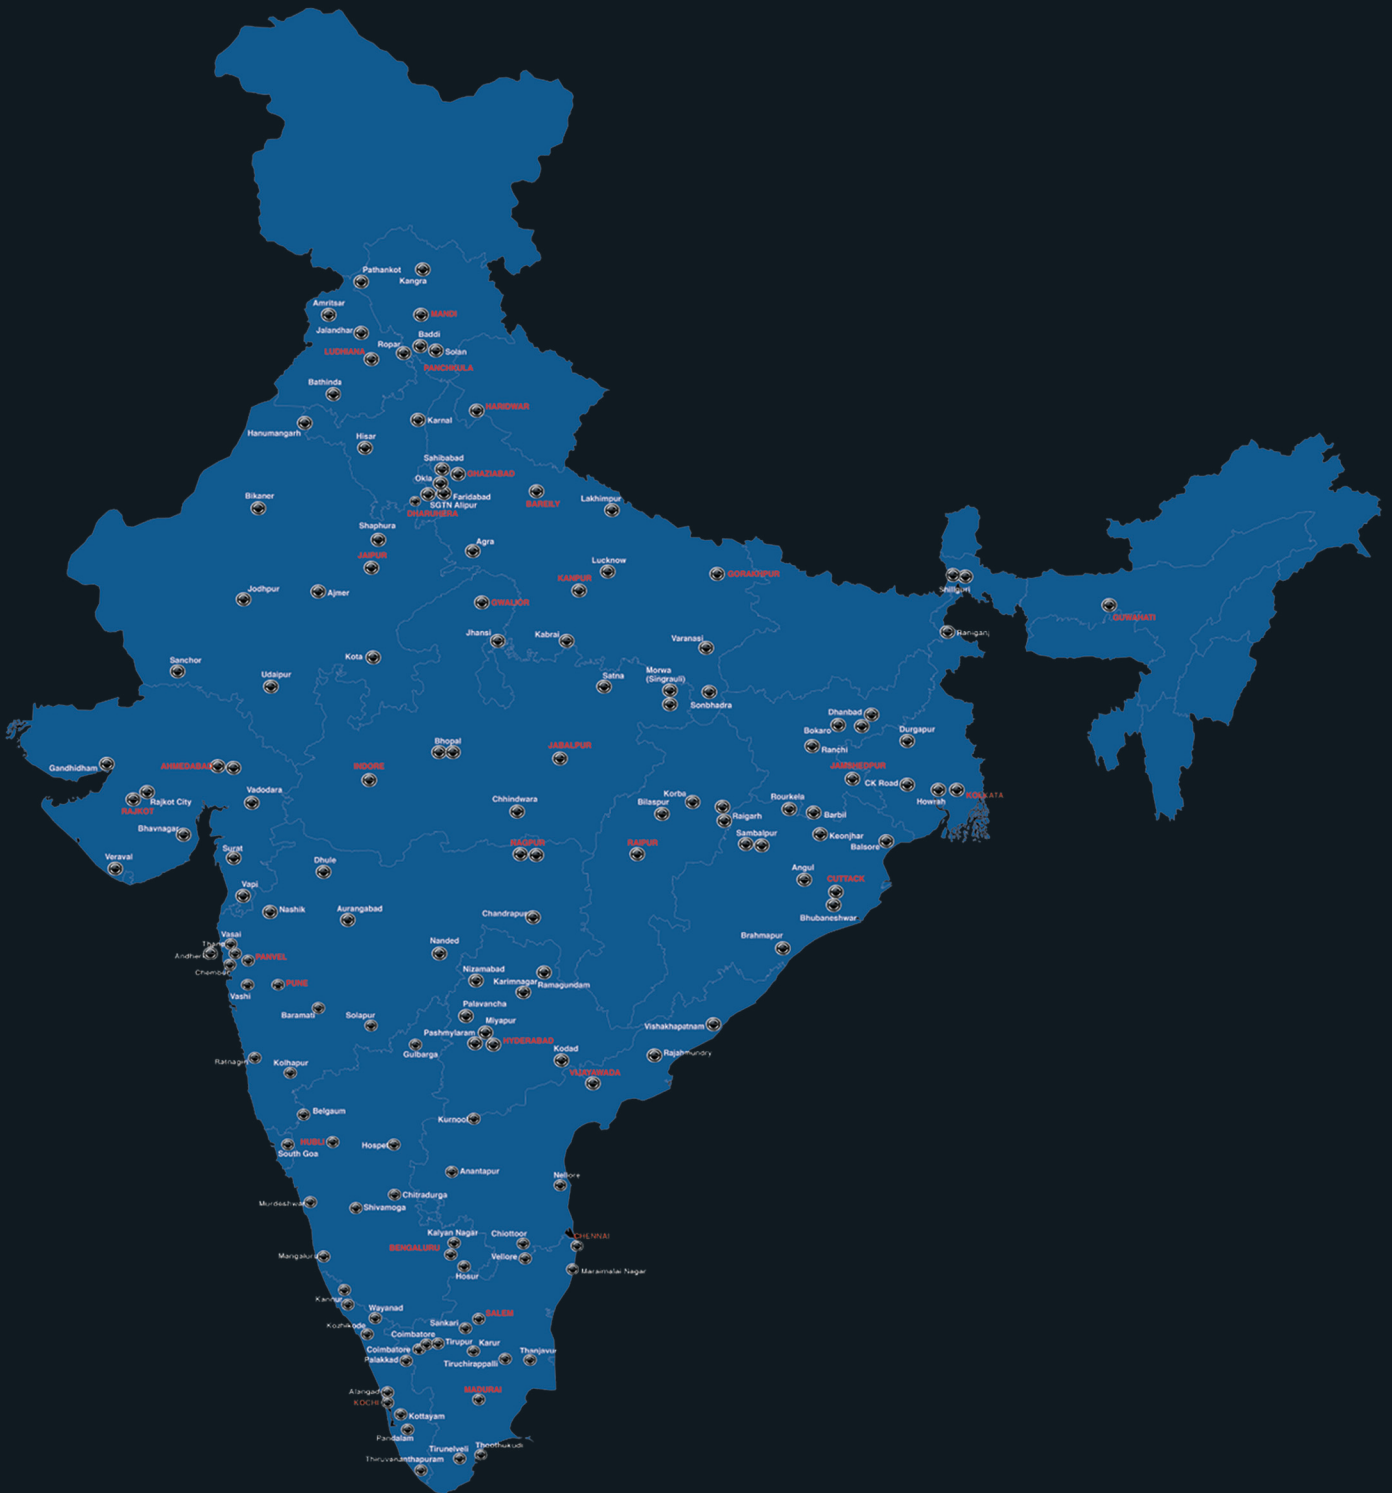 Pathankot
Kangra
Amritsar
MANDI
Jalandhar
Baddi
Ropar
Solan
LUDHIANA
PANCHKULA
Bathinda
HARIDWAR
Karnal
Hanumangarh
Hisar
Sahibabad
GHAZIABAD
Okla
Bikaner
Faridabad
SGTN Alipur
BAREILY
Lakhimpur
DHARUHERA
Shaphura
Agra
JAIPUR
Lucknow
KANPUR
GORAKHPUR
Jodhpur
Ajmer
GWALIOR
Shiliguri
GUWAHATI
Jhansi
Kabrai
Varanasi
Raniganj
Kota
Sanchor
Udaipur
Satna
Morwa
(Singrauli)
Sonbhadra
Dhanbad
Bokaro
Durgapur
Bhopal
JABALPUR
Ranchi
Gandhidham
AHMEDABAD
INDORE
JAMSHEDPUR
CK Road
Vadodara
Rajkot City
RAJKOT
Chhindwara
Korba
Bilaspur
Rourkela
Howrah
KOLKATA
Raigarh
Barbil
Bhavnagar
Sambalpur
Keonjhar
Balsore
Surat
NAGPUR
RAIPUR
Veraval
Dhule
Angul
CUTTACK
Vapi
Nashik
Aurangabad
Chandrapur
Bhubaneshwar
Vasai
Thane
Nanded
Brahmapur
Andheri
PANVEL
Chembur
Nizamabad
Karimnagar
Ramagundam
PUNE
Vashi
Baramati
Solapur
Palavancha
Miyapur
Vishakhapatnam
Pashmylaram
HYDERABAD
Gulbarga
Kodad
Rajahmundry
Ratnagiri
Kolhapur
VIJAYAWADA
Belgaum
Kurnool
HUBLI
Hospet
South Goa
Anantapur
Nellore
Chitradurga
Murdeshwar
Shivamoga
Kalyan Nagar
Chiottoor
CHENNAI
BENGALURU
Mangaluru
Vellore
Hosur
Maraimalai Nagar
Kannur
Wayanad
SALEM
Kozhikode
Sankari
Coimbatore
Tirupur
Karur
Coimbatore
Thanjavur
Palakkad
Tiruchirappalli
Alangad
MADURAI
KOCHI
Kottayam
Pandalam
Tirunelveli
Thoothukudi
Thiruvananthapuram